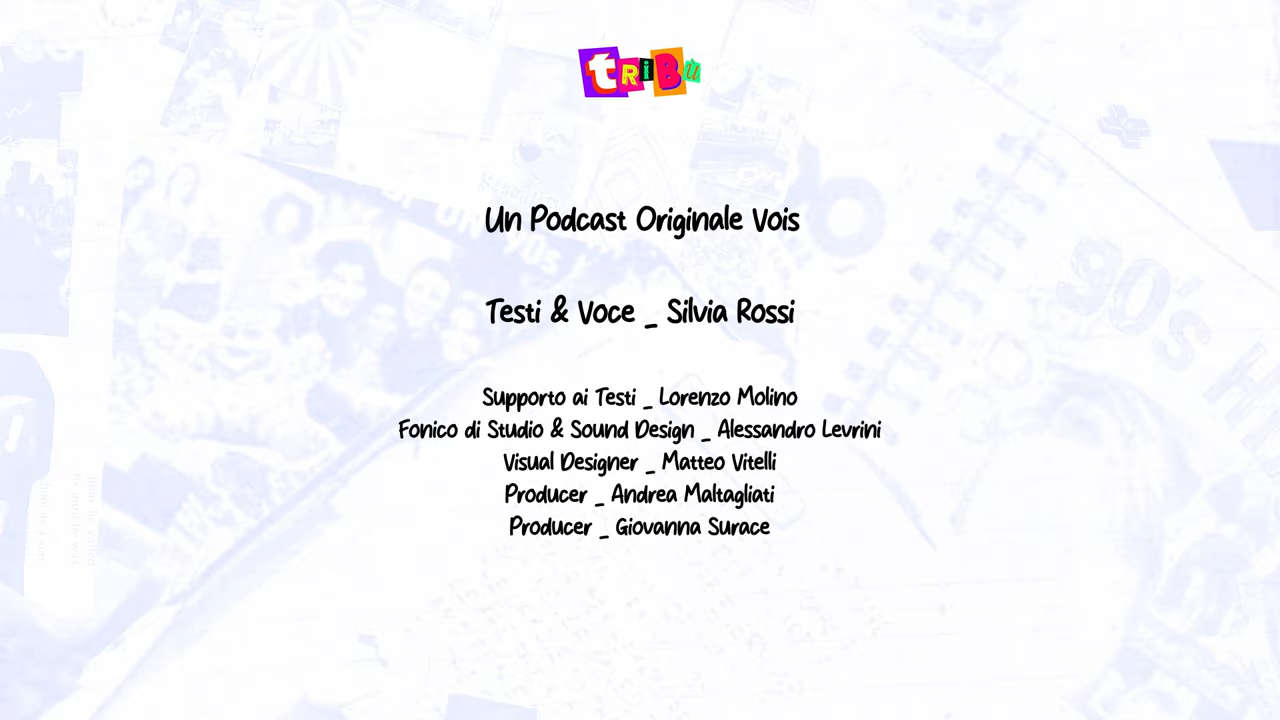 tRiBù
Un Podcast Originale Vois
Testi & Voce _ Silvia Rossi
Supporto ai Testi _ Lorenzo Molino
Fonico di Studio & Sound Design _ Alessandro Levrini
Visual Designer _ Matteo Vitelli
Producer _ Andrea Maltagliati
Producer _ Giovanna Surace
90's